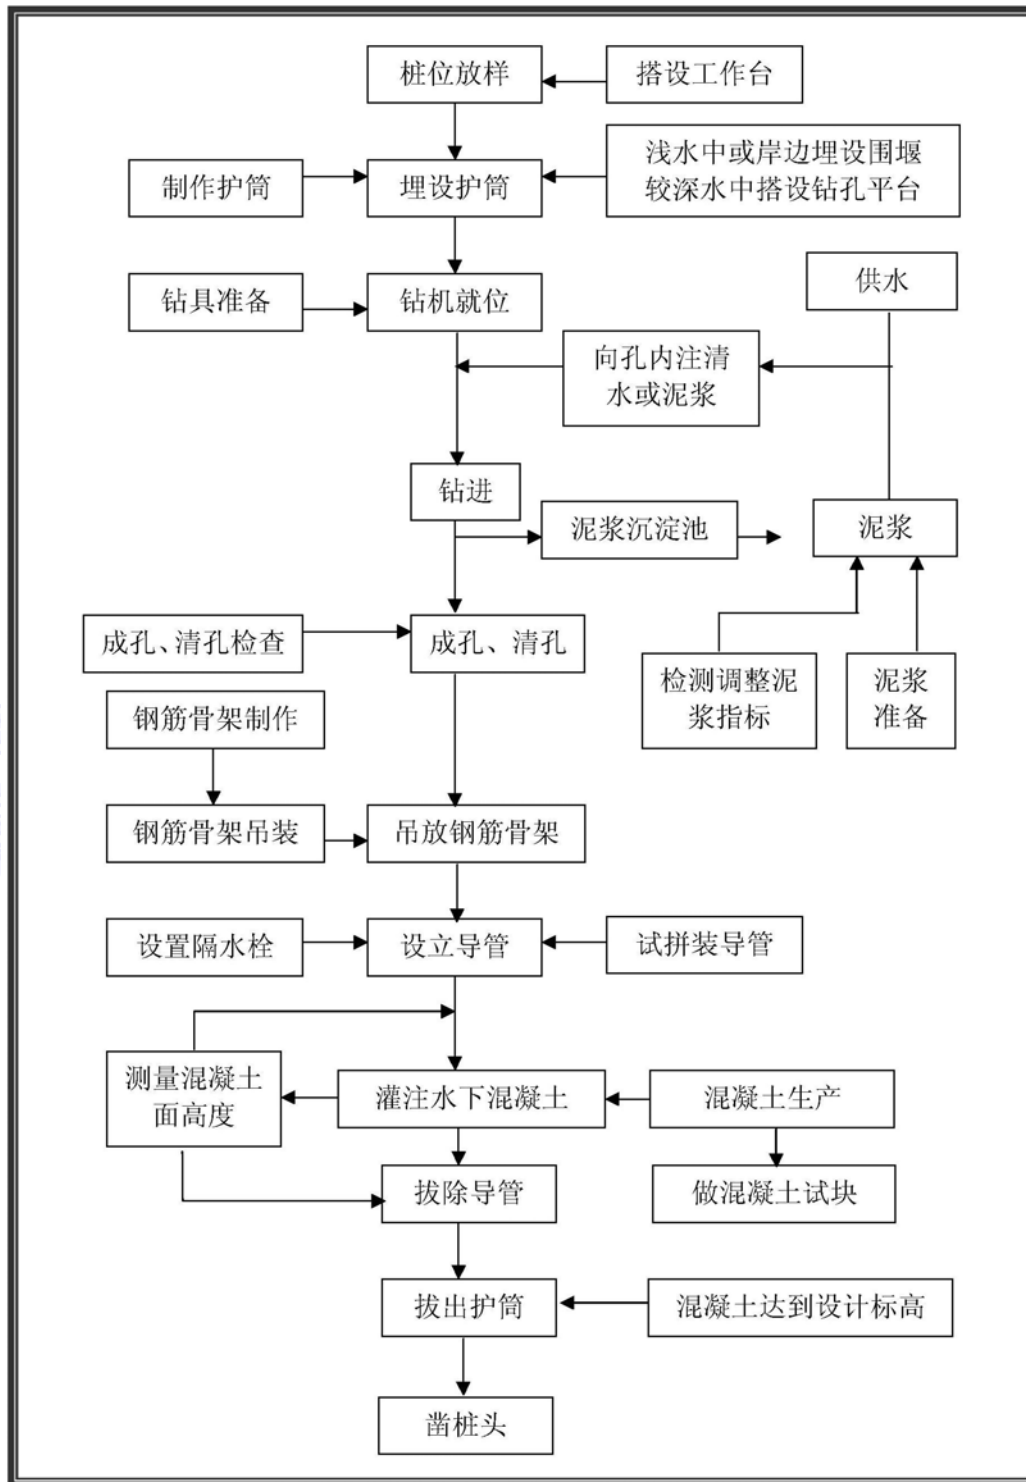 桩位放样
搭设工作台
制作护筒
埋设护筒
浅水中或岸边埋设围堰
较深水中搭设钻孔平台
钻具准备
钻机就位
供水
向孔内注清
水或泥浆
钻进
泥浆沉淀池
泥浆
成孔、清孔检查
成孔、清孔
检测调整泥
浆指标
泥浆
准备
钢筋骨架制作
钢筋骨架吊装
吊放钢筋骨架
设置隔水栓
设立导管
试拼装导管
测量混凝土
面高度
灌注水下混凝土
混凝土生产
拔除导管
做混凝土试块
拔出护筒
混凝土达到设计标高
凿桩头